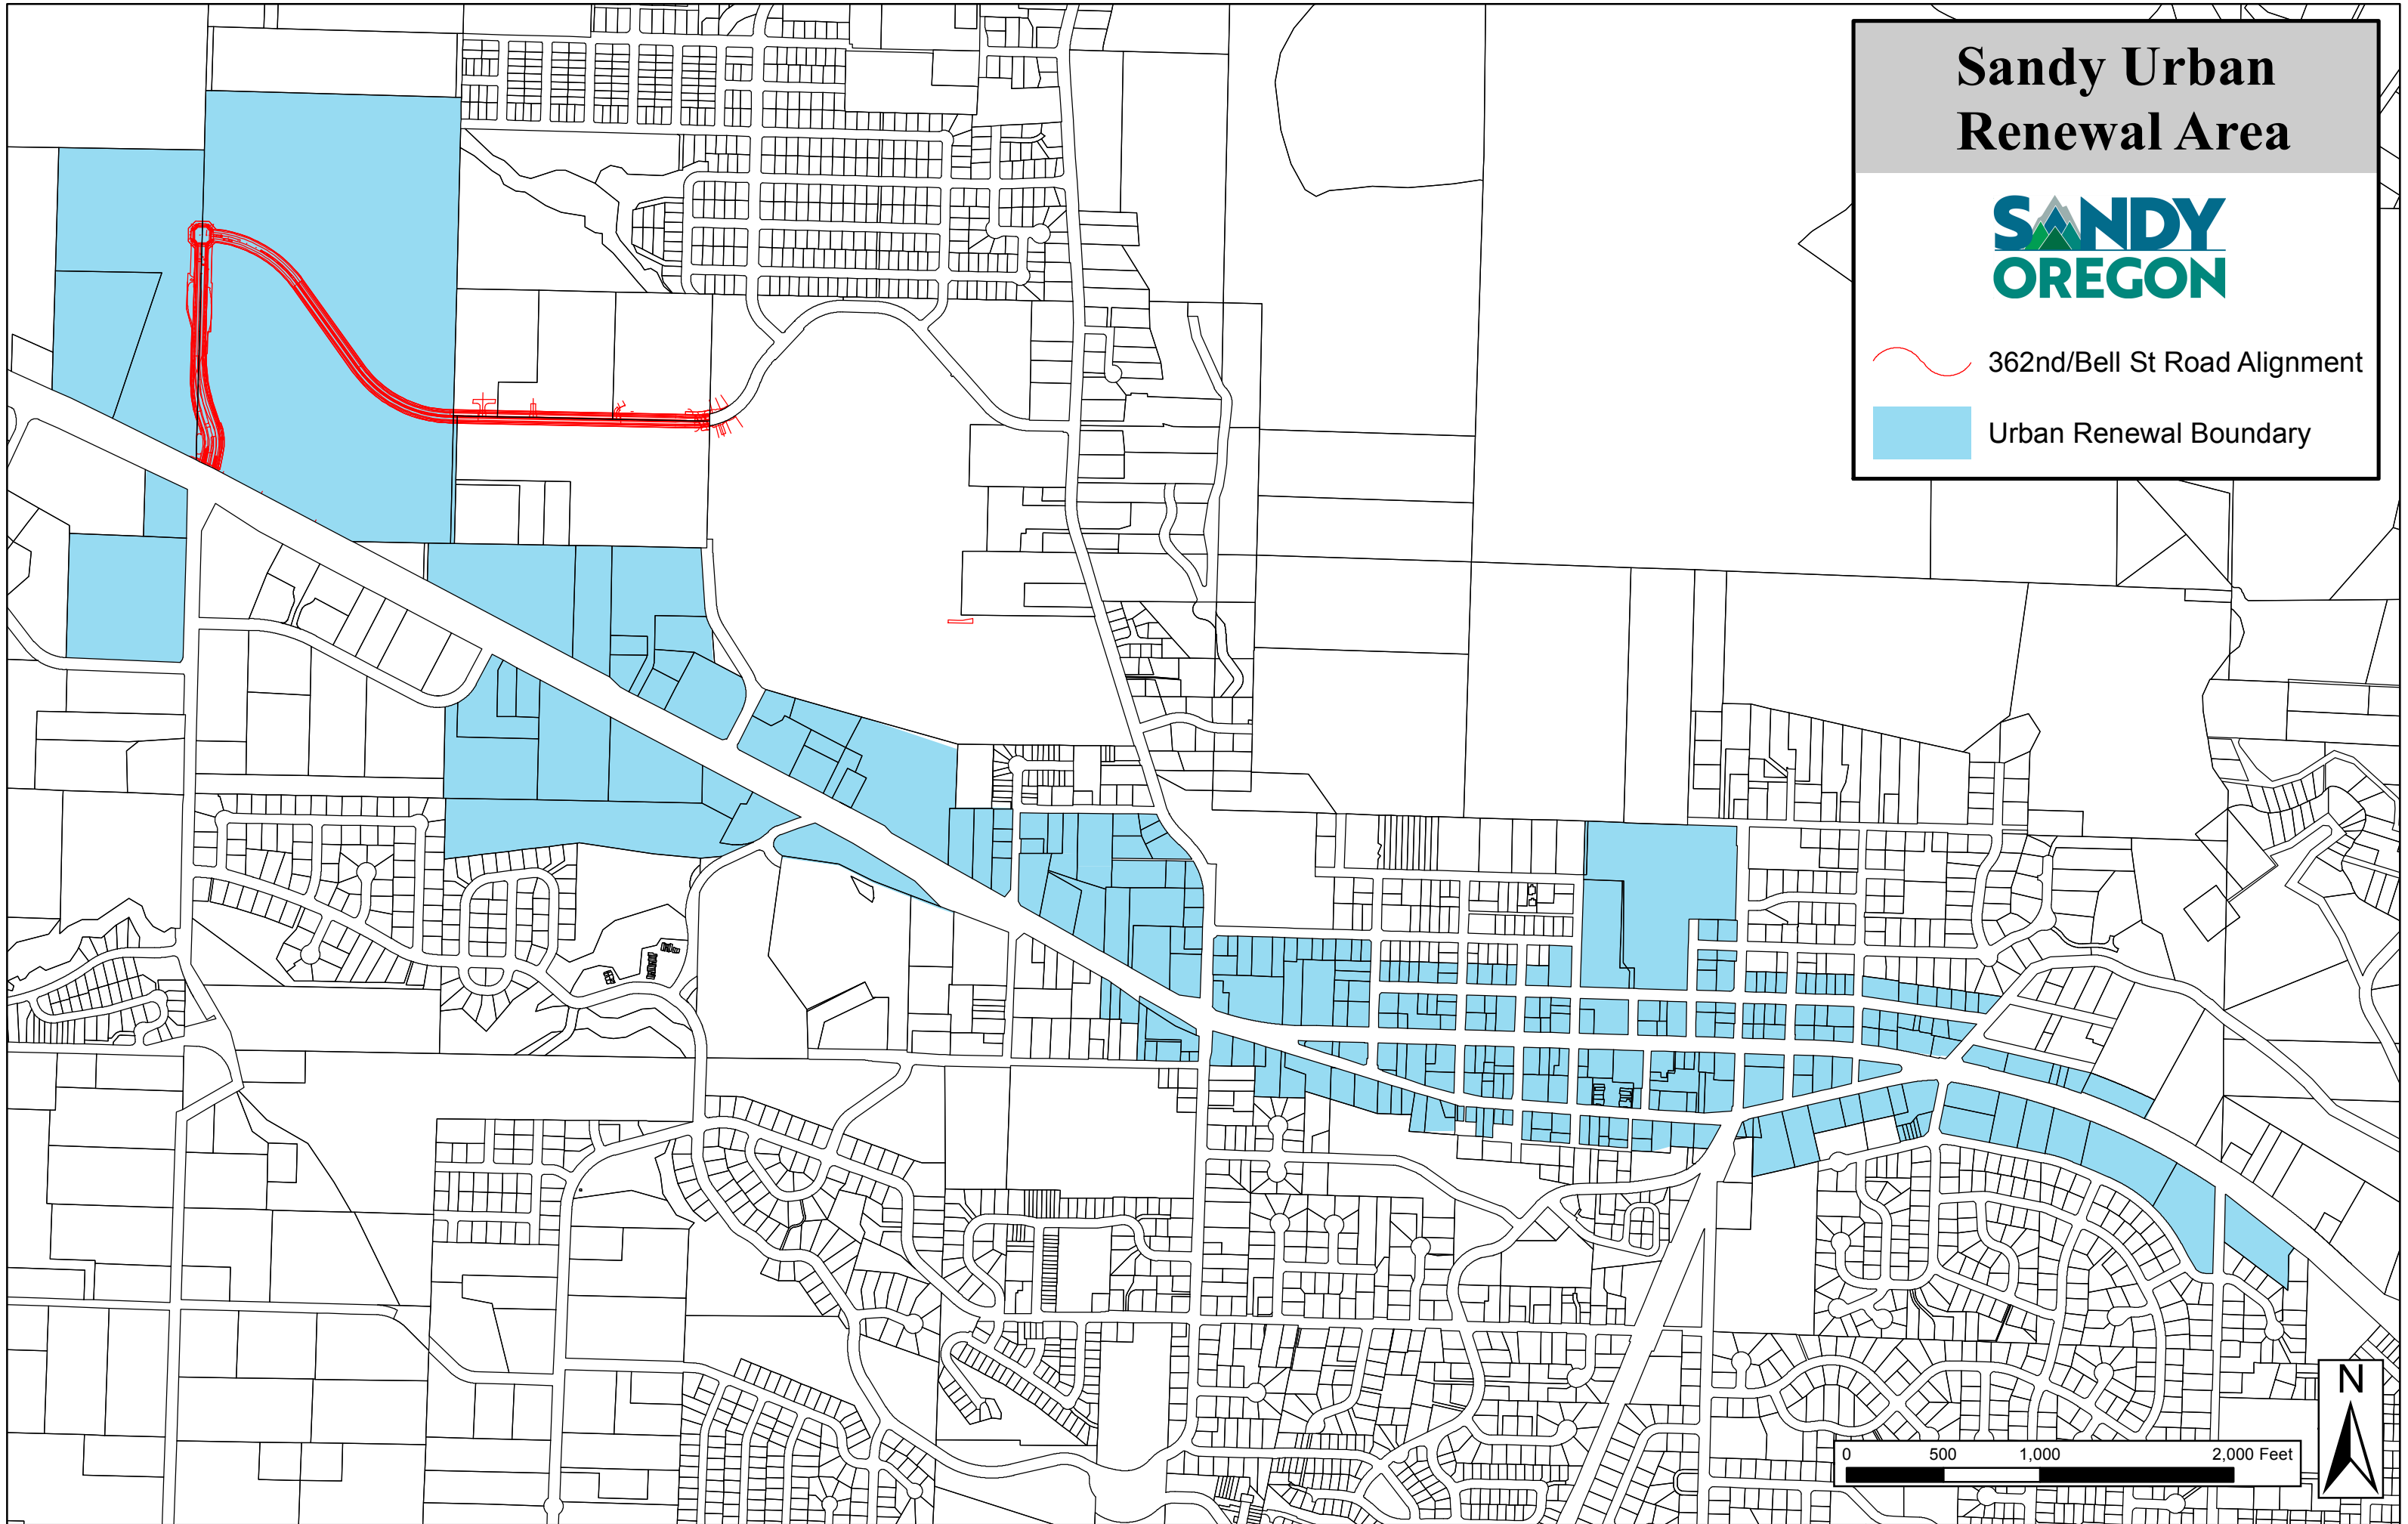 Sandy Urban
Renewal Area
SANDY
OREGON
362nd/Bell St Road Alignment
Urban Renewal Boundary
N
0 500 1,000 2,000 Feet